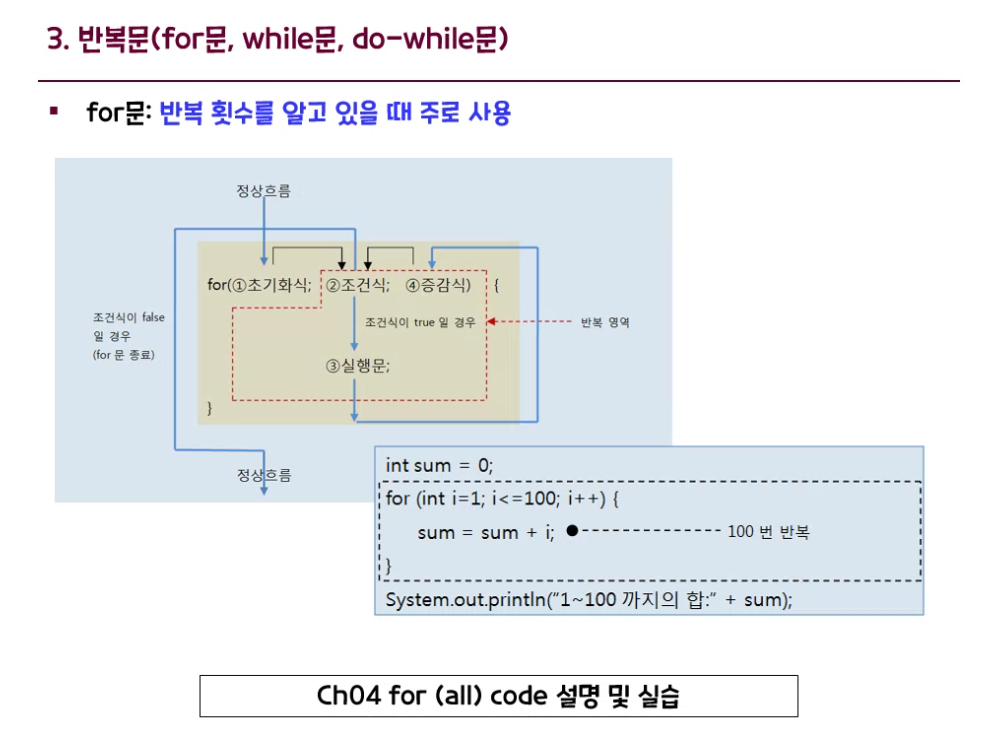 3. 반복문(for문, while문, do-while문)
▪ for문: 반복 횟수를 알고 있을 때 주로 사용
정상흐름
for(①초기화식; ②조건식; ④증감식) {
조건식이 false
일 경우
(for 문 종료)
조건식이 true 일 경우
반복 영역
③실행문;
}
정상흐름
int sum = 0;
for (int i=1; i<=100; i++) {
sum = sum + i;
100 번 반복
}
System.out.println("1~100 까지의 합:" + sum);
Ch04 for (all) code 설명 및 실습